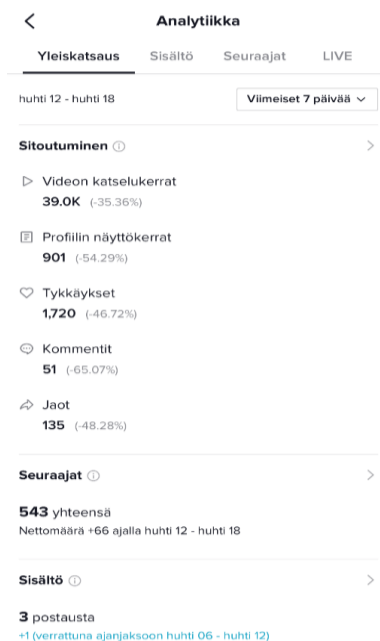 Analytiikka
Yleiskatsaus Sisältö Seuraajat LIVE
huhti 12 - huhti 18 Viimeiset 7 päivää
Sitoutuminen
Videon katselukerrat
39.0K (-35.36%)
Profiilin näyttökerrat
901 (-54.29%)
Tykkäykset
1,720 (-46.72%)
Kommentit
51 (-65.07%)
Jaot
135 (-48.28%)
Seuraajat
543 yhteensä
Nettomäärä +66 ajalla huhti 12 - huhti 18
Sisältö
3 postausta
+1 (verrattuna ajanjaksoon huhti 06 - huhti 12)